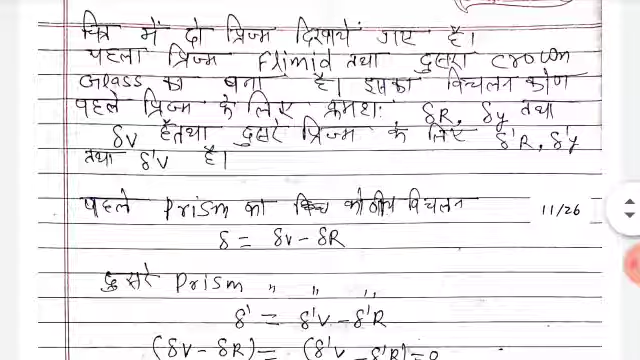 चित्र में दो प्रिज्म दिखाये गए है।
पहला प्रिज्म Flimid तथा दुसरा crown
Glass का बना है। इसका विचलन कोण
पहले प्रिज्म के लिए क्रमशः δR, δy तथा
δv है तथा दुसरे प्रिज्म के लिए δ'R, δ'y
तथा δ'v है।
पहले Prism का कोणीय विचलन
11/26
δ = δv - δR
दुसरे Prism " " "
δ' = δ'v - δ'R
(δv - δR) = (δ'v - δ'R) = 0